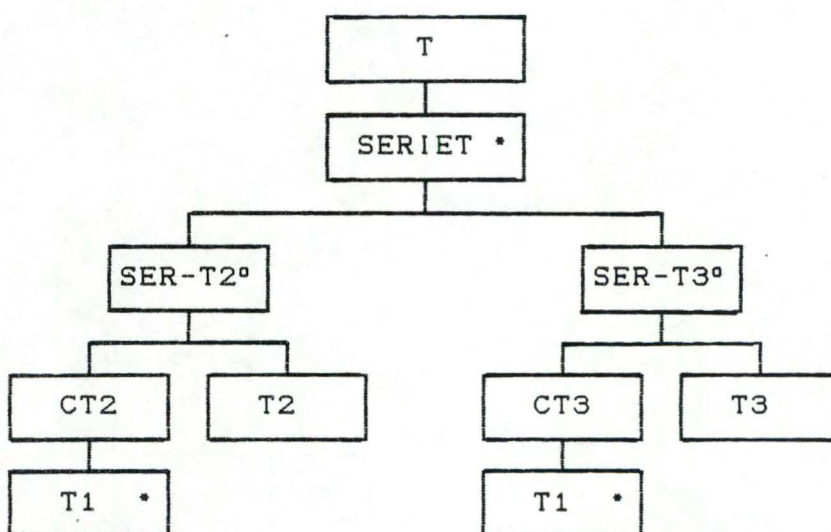 T
SERIET *
SER-T2º SER-T3º
CT2 T2 CT3 T3
T1 * T1 *